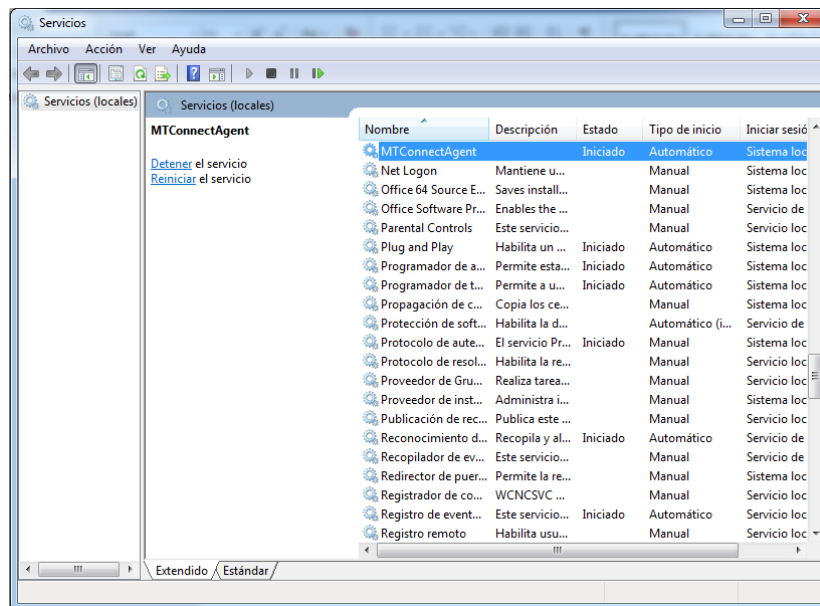 Servicios
Archivo Acción Ver Ayuda
Servicios (locales)
Servicios (locales)
MTConnectAgent
Detener el servicio
Reiniciar el servicio
Nombre Descripción Estado Tipo de inicio Iniciar sesió
MTConnectAgent Iniciado Automático Sistema loc
Net Logon Mantiene u... Manual Sistema loc
Office 64 Source E... Saves install... Manual Sistema loc
Office Software Pr... Enables the ... Manual Servicio de
Parental Controls Este servicio... Manual Servicio loc
Plug and Play Habilita un ... Iniciado Automático Sistema loc
Programador de a... Permite esta... Iniciado Automático Sistema loc
Programador de t... Permite a u... Iniciado Automático Sistema loc
Propagación de c... Copia los ce... Manual Sistema loc
Protección de soft... Habilita la d... Automático (i... Servicio de
Protocolo de aute... El servicio Pr... Iniciado Manual Sistema loc
Protocolo de resol... Habilita la re... Manual Servicio loc
Proveedor de Gru... Realiza tarea... Manual Servicio loc
Proveedor de inst... Administra i... Manual Sistema loc
Publicación de rec... Publica este ... Manual Servicio loc
Reconocimiento d... Recopila y al... Iniciado Automático Servicio de
Recopilador de ev... Este servicio... Manual Servicio de
Redirector de puer... Permite la re... Manual Sistema loc
Registrador de co... WCNCSVC ... Manual Servicio loc
Registro de event... Este servicio... Iniciado Automático Servicio loc
Registro remoto Habilita usu... Manual Servicio loc
Extendido Estándar